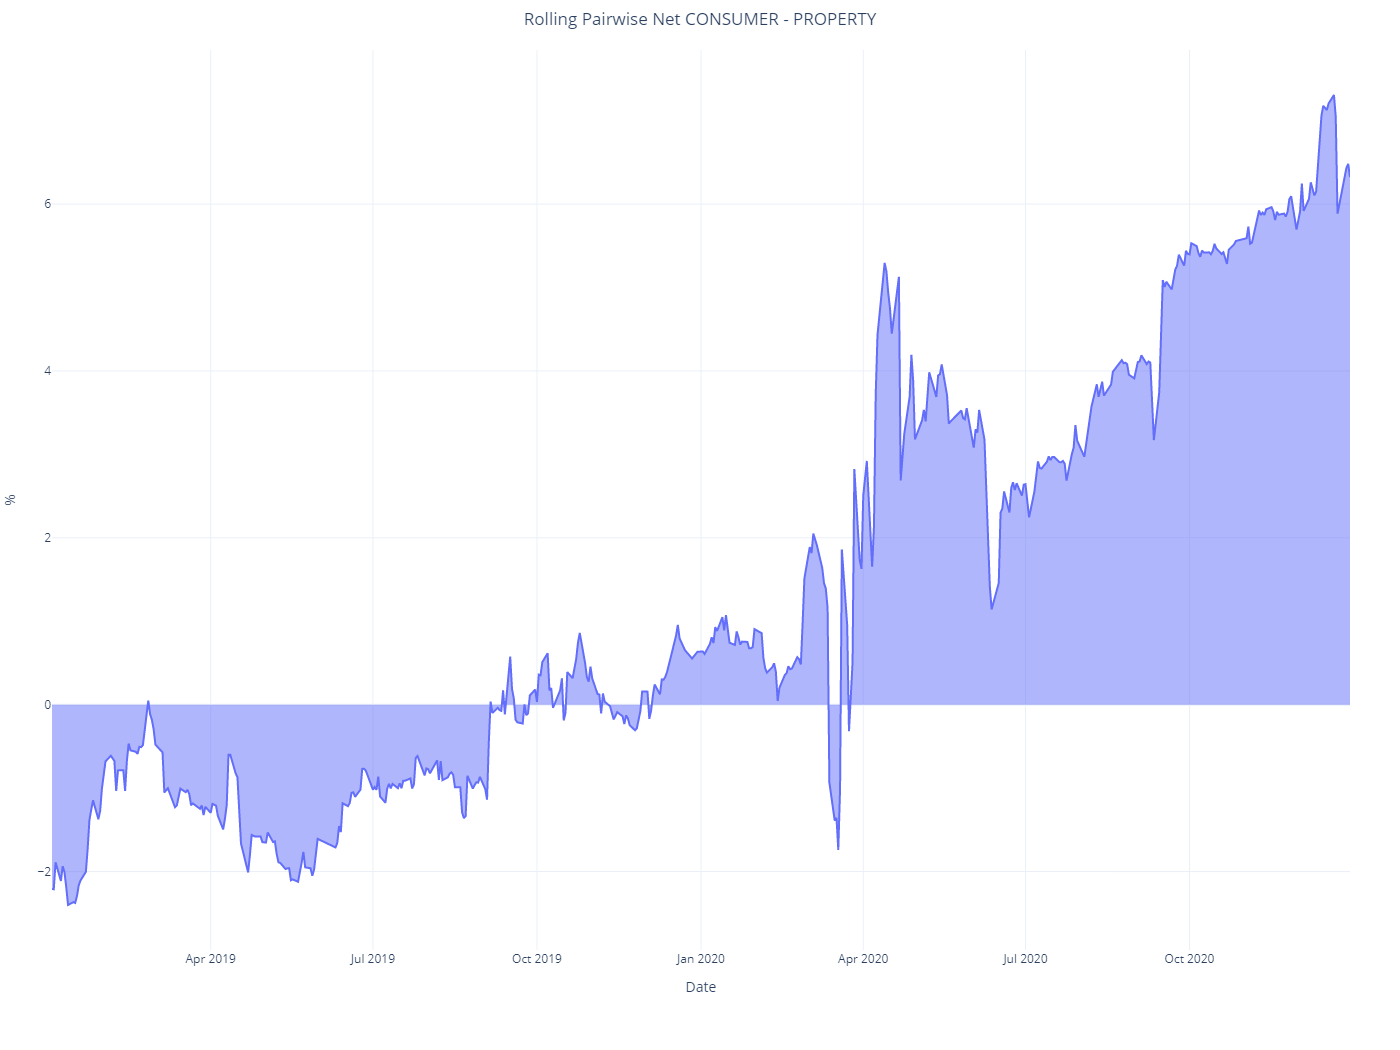 Rolling Pairwise Net CONSUMER - PROPERTY
6
4
2
0
−2
%
Apr 2019
Jul 2019
Oct 2019
Jan 2020
Apr 2020
Jul 2020
Oct 2020
Date